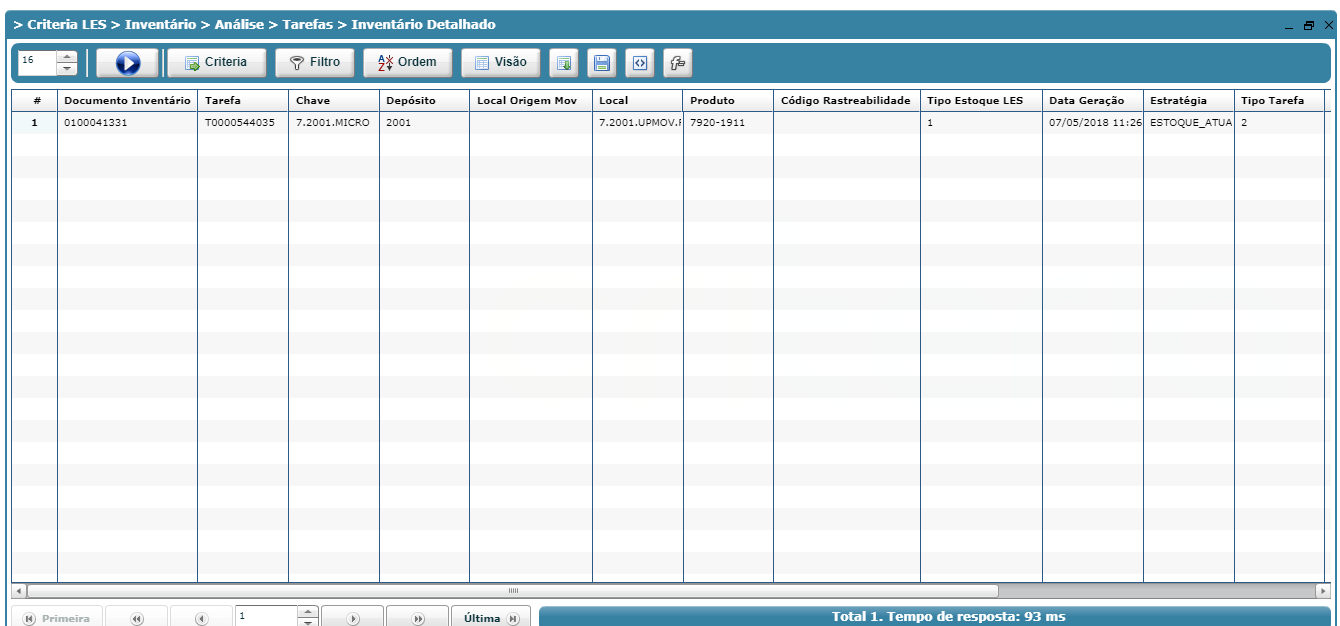 > Criteria LES > Inventário > Análise > Tarefas > Inventário Detalhado
16 Criteria Filtro Ordem Visão
# Documento Inventário Tarefa Chave Depósito Local Origem Mov Local Produto Código Rastreabilidade Tipo Estoque LES Data Geração Estratégia Tipo Tarefa
1 0100041331 T0000544035 7.2001.MICRO 2001 7.2001.UPMOV. 7920-1911 1 07/05/2018 11:26 ESTOQUE_ATUA 2
Primeira 1 Última Total 1. Tempo de resposta: 93 ms